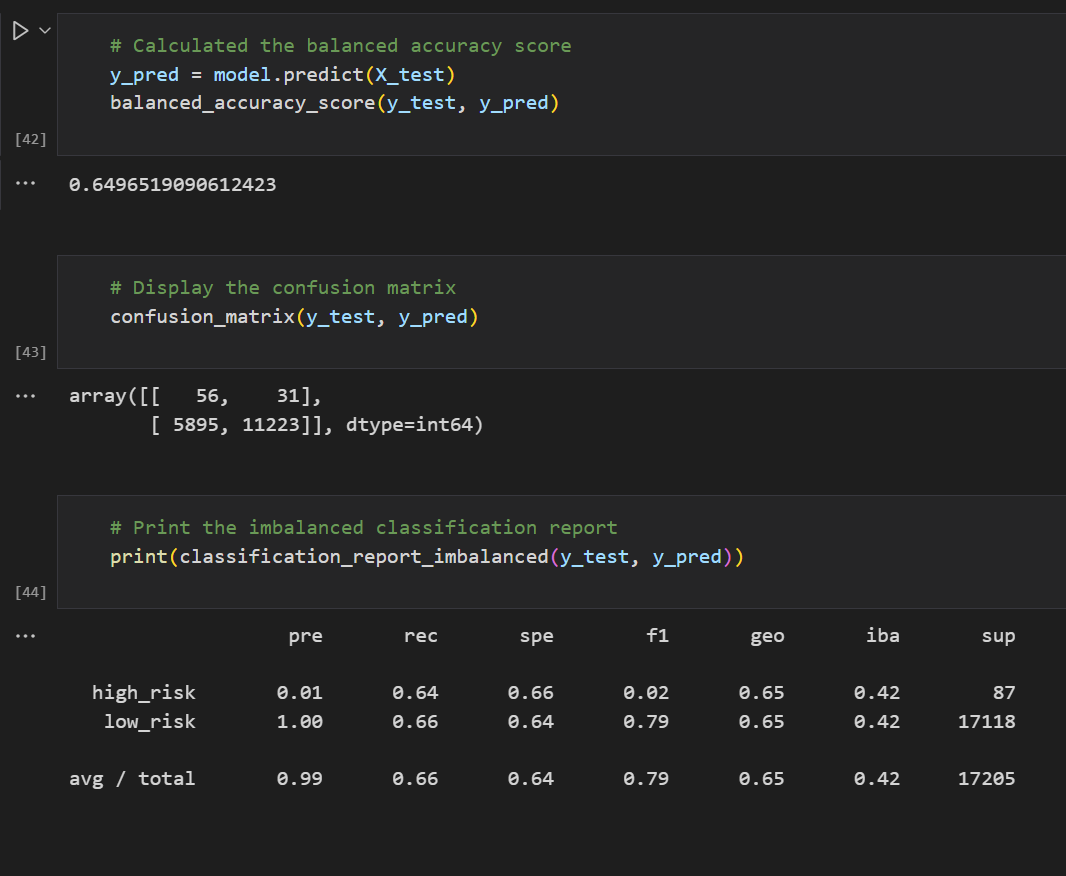 # Calculated the balanced accuracy score
y_pred = model.predict(X_test)
balanced_accuracy_score(y_test, y_pred)
[42]
... 0.6496519090612423
# Display the confusion matrix
confusion_matrix(y_test, y_pred)
[43]
... array([[   56,    31],
       [ 5895, 11223]], dtype=int64)
# Print the imbalanced classification report
print(classification_report_imbalanced(y_test, y_pred))
[44]
... pre rec spe f1 geo iba sup
high_risk 0.01 0.64 0.66 0.02 0.65 0.42 87
low_risk 1.00 0.66 0.64 0.79 0.65 0.42 17118
avg / total 0.99 0.66 0.64 0.79 0.65 0.42 17205